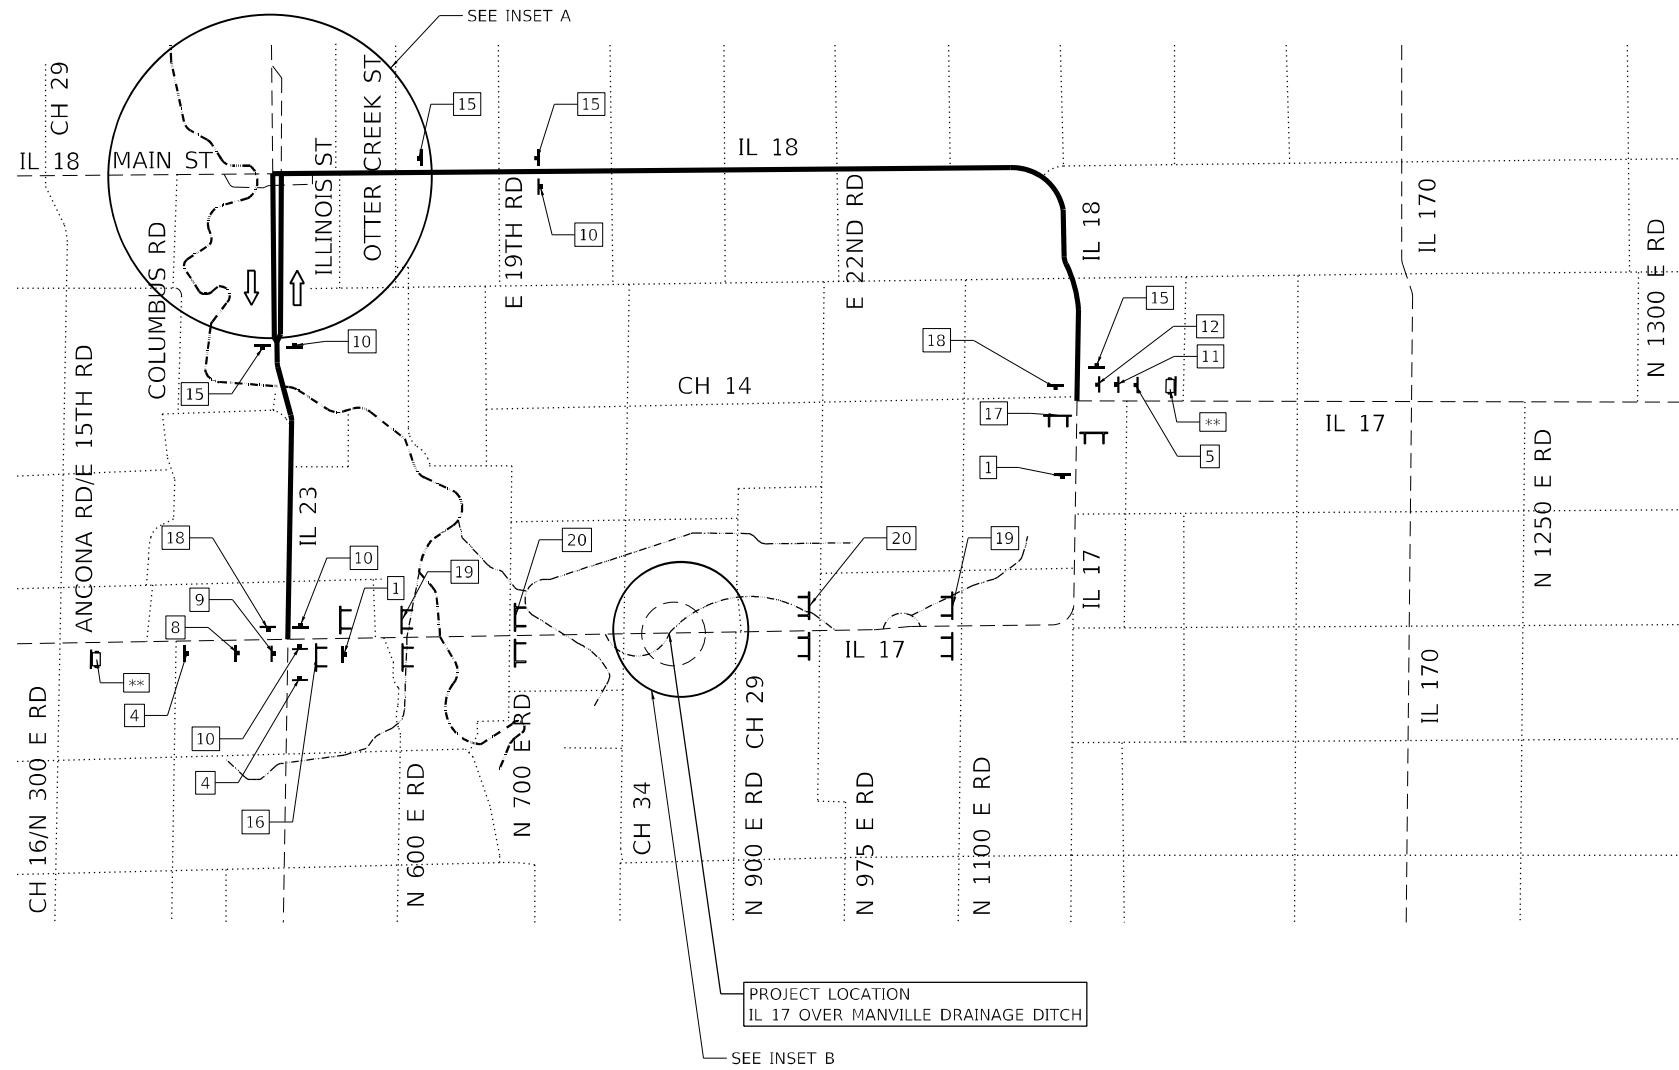 SEE INSET A
CH 29
15
15
IL 18
MAIN ST
ILLINOIS ST
OTTER CREEK ST
IL 18
10
E 19TH RD
E 22ND RD
IL 18
IL 170
N 1300 E RD
COLUMBUS RD
15
12
18
11
10
15
CH 14
17
**
5
IL 17
ANCONA RD/E 15TH RD
1
IL 23
N 1250 E RD
18
10
20
20
19
9
1
19
IL 17
8
IL 17
**
4
10
4
16
CH 16/N 300 E RD
N 600 E RD
N 700 E RD
CH 34
N 900 E RD CH 29
N 975 E RD
N 1100 E RD
IL 170
PROJECT LOCATION
IL 17 OVER MANVILLE DRAINAGE DITCH
SEE INSET B